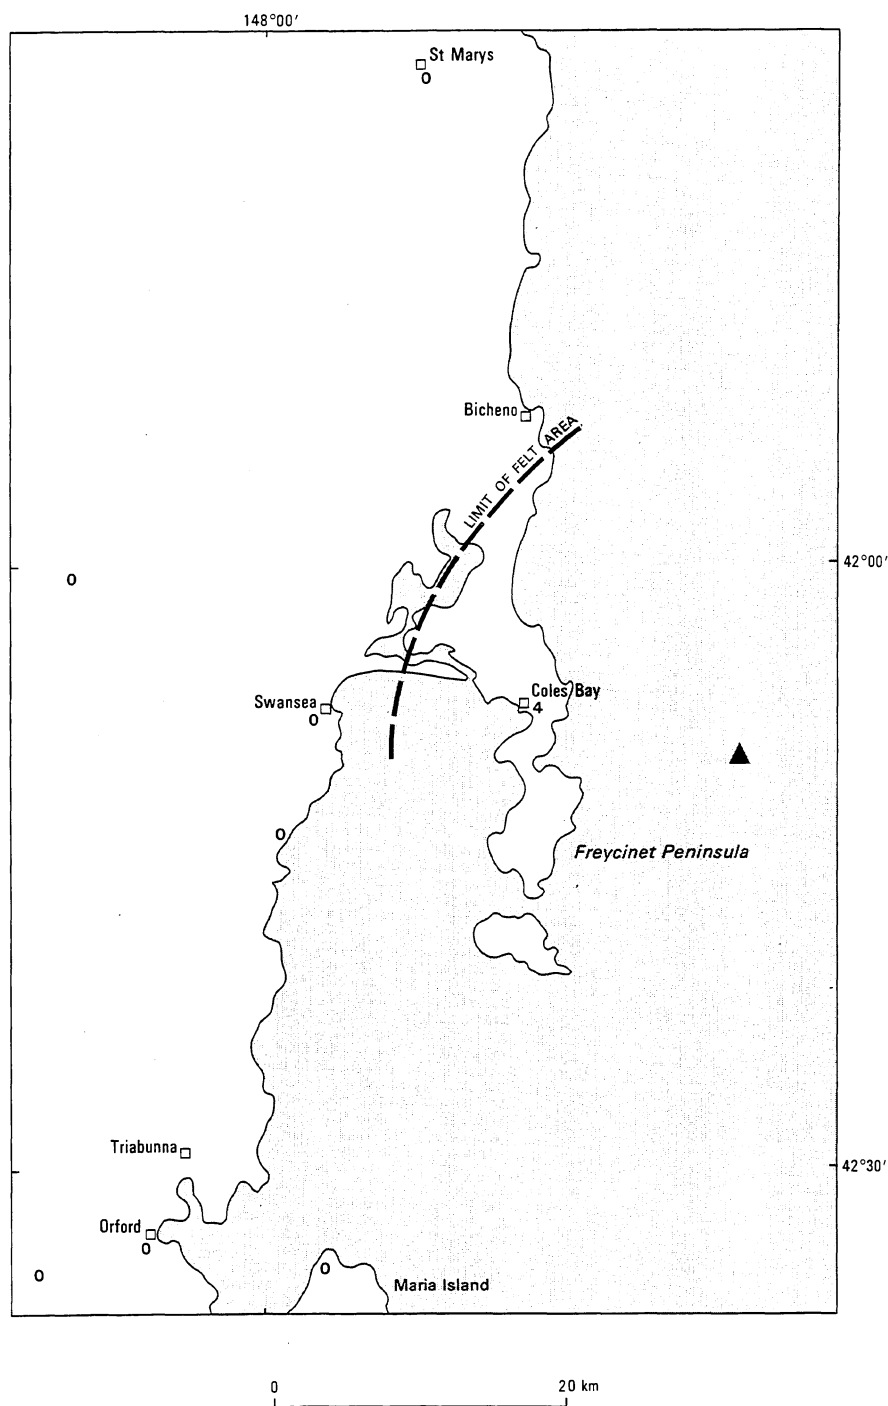 148°00'
St Marys
0
Bicheno
LIMIT OF FELT AREA
0
42°00'
Coles Bay
Swansea
4
0
0
Freycinet Peninsula
Triabunna
42°30'
Orford
0
0
0
Maria Island
0
20 km